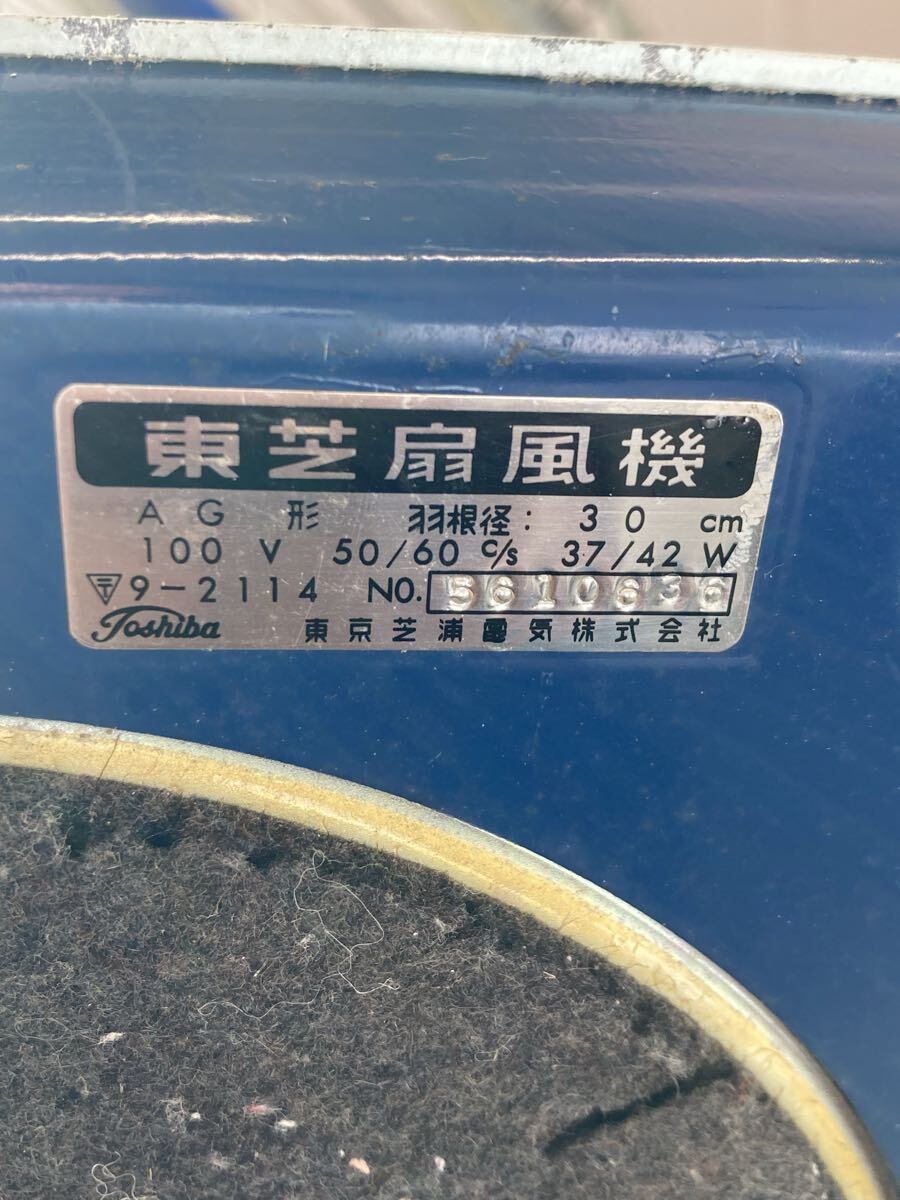 東芝扇風機
AG 形 羽根径: 30 cm
100 V 50/60 c/s 37/42 W
〒9-2114 NO. 5610636
Toshiba 東京芝浦電気株式会社